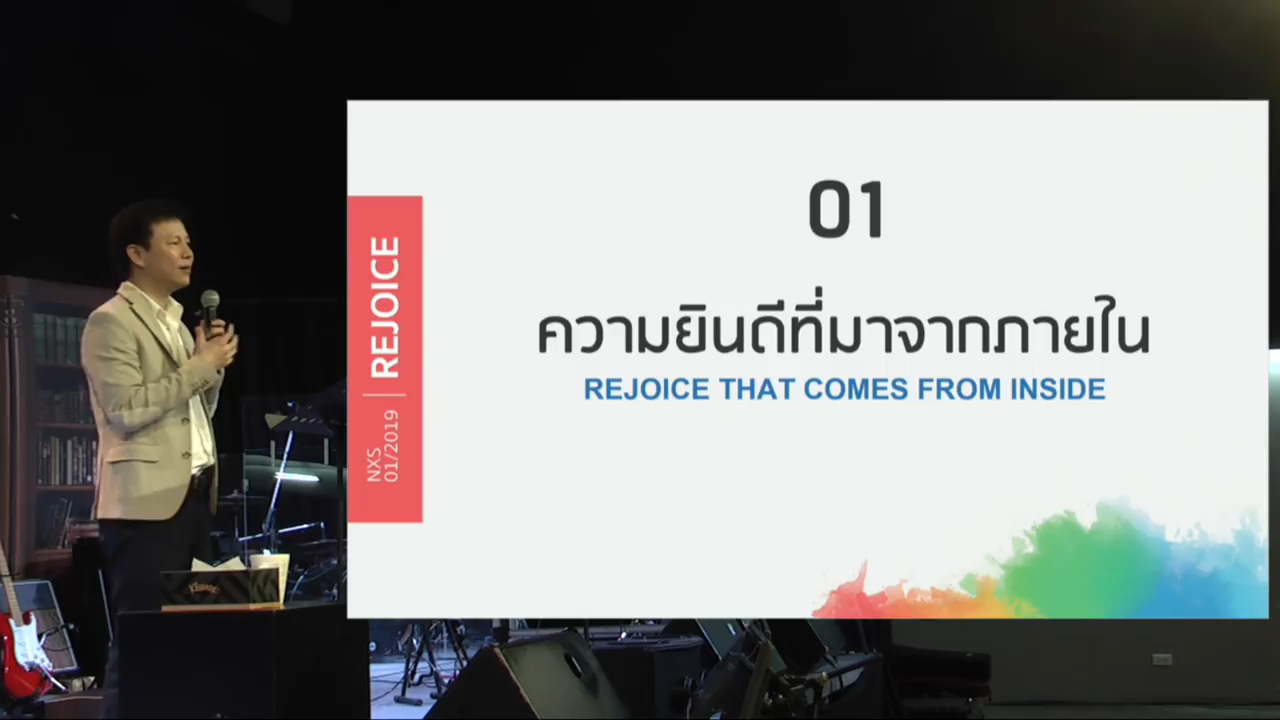 REJOICE
NXS
01/2019
01
ความยินดีที่มาจากภายใน
REJOICE THAT COMES FROM INSIDE
Kleenex